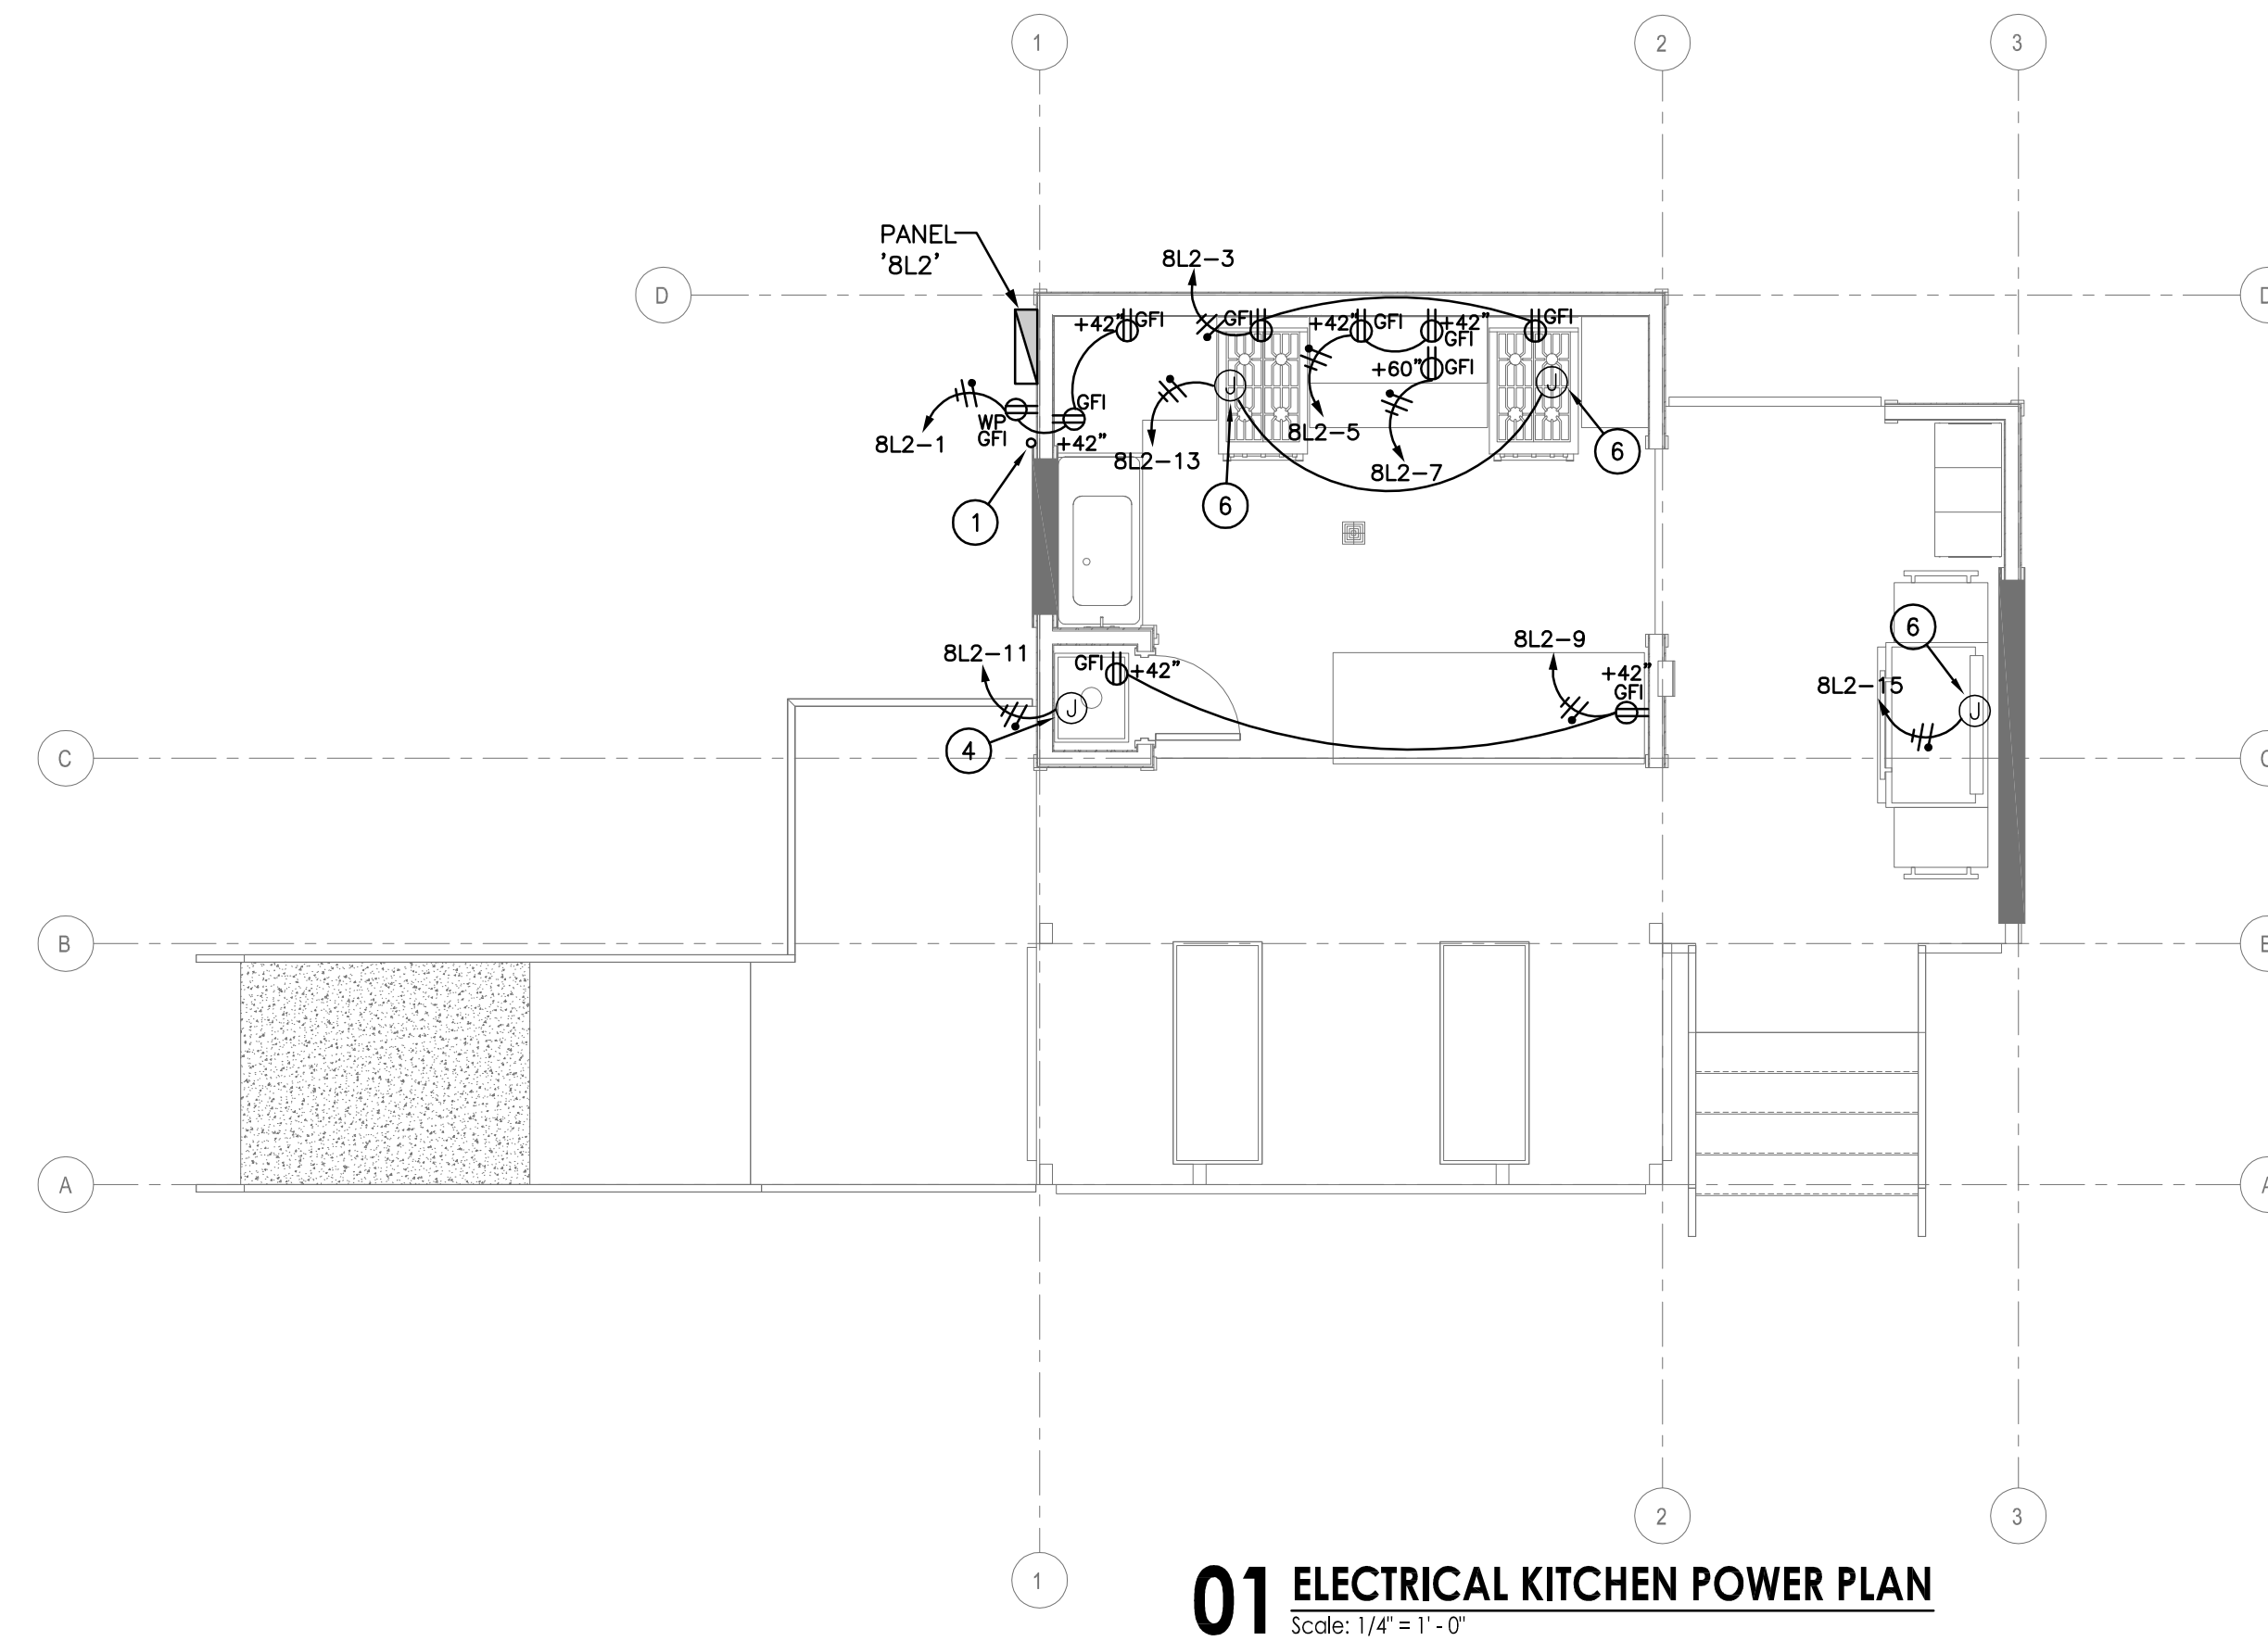 1
2
3
PANEL
'8L2'
8L2-3
D
D
+42"
GFI
GFI
+42"
GFI
+42"
GFI
GFI
+60"
GFI
J
J
GFI
WP
GFI
+42"
8L2-1
8L2-13
8L2-5
8L2-7
6
6
1
8L2-11
GFI
+42"
8L2-9
+42"
GFI
6
8L2-15
J
J
4
C
C
B
B
A
A
2
3
1
01 ELECTRICAL KITCHEN POWER PLAN
Scale: 1/4" = 1' - 0"